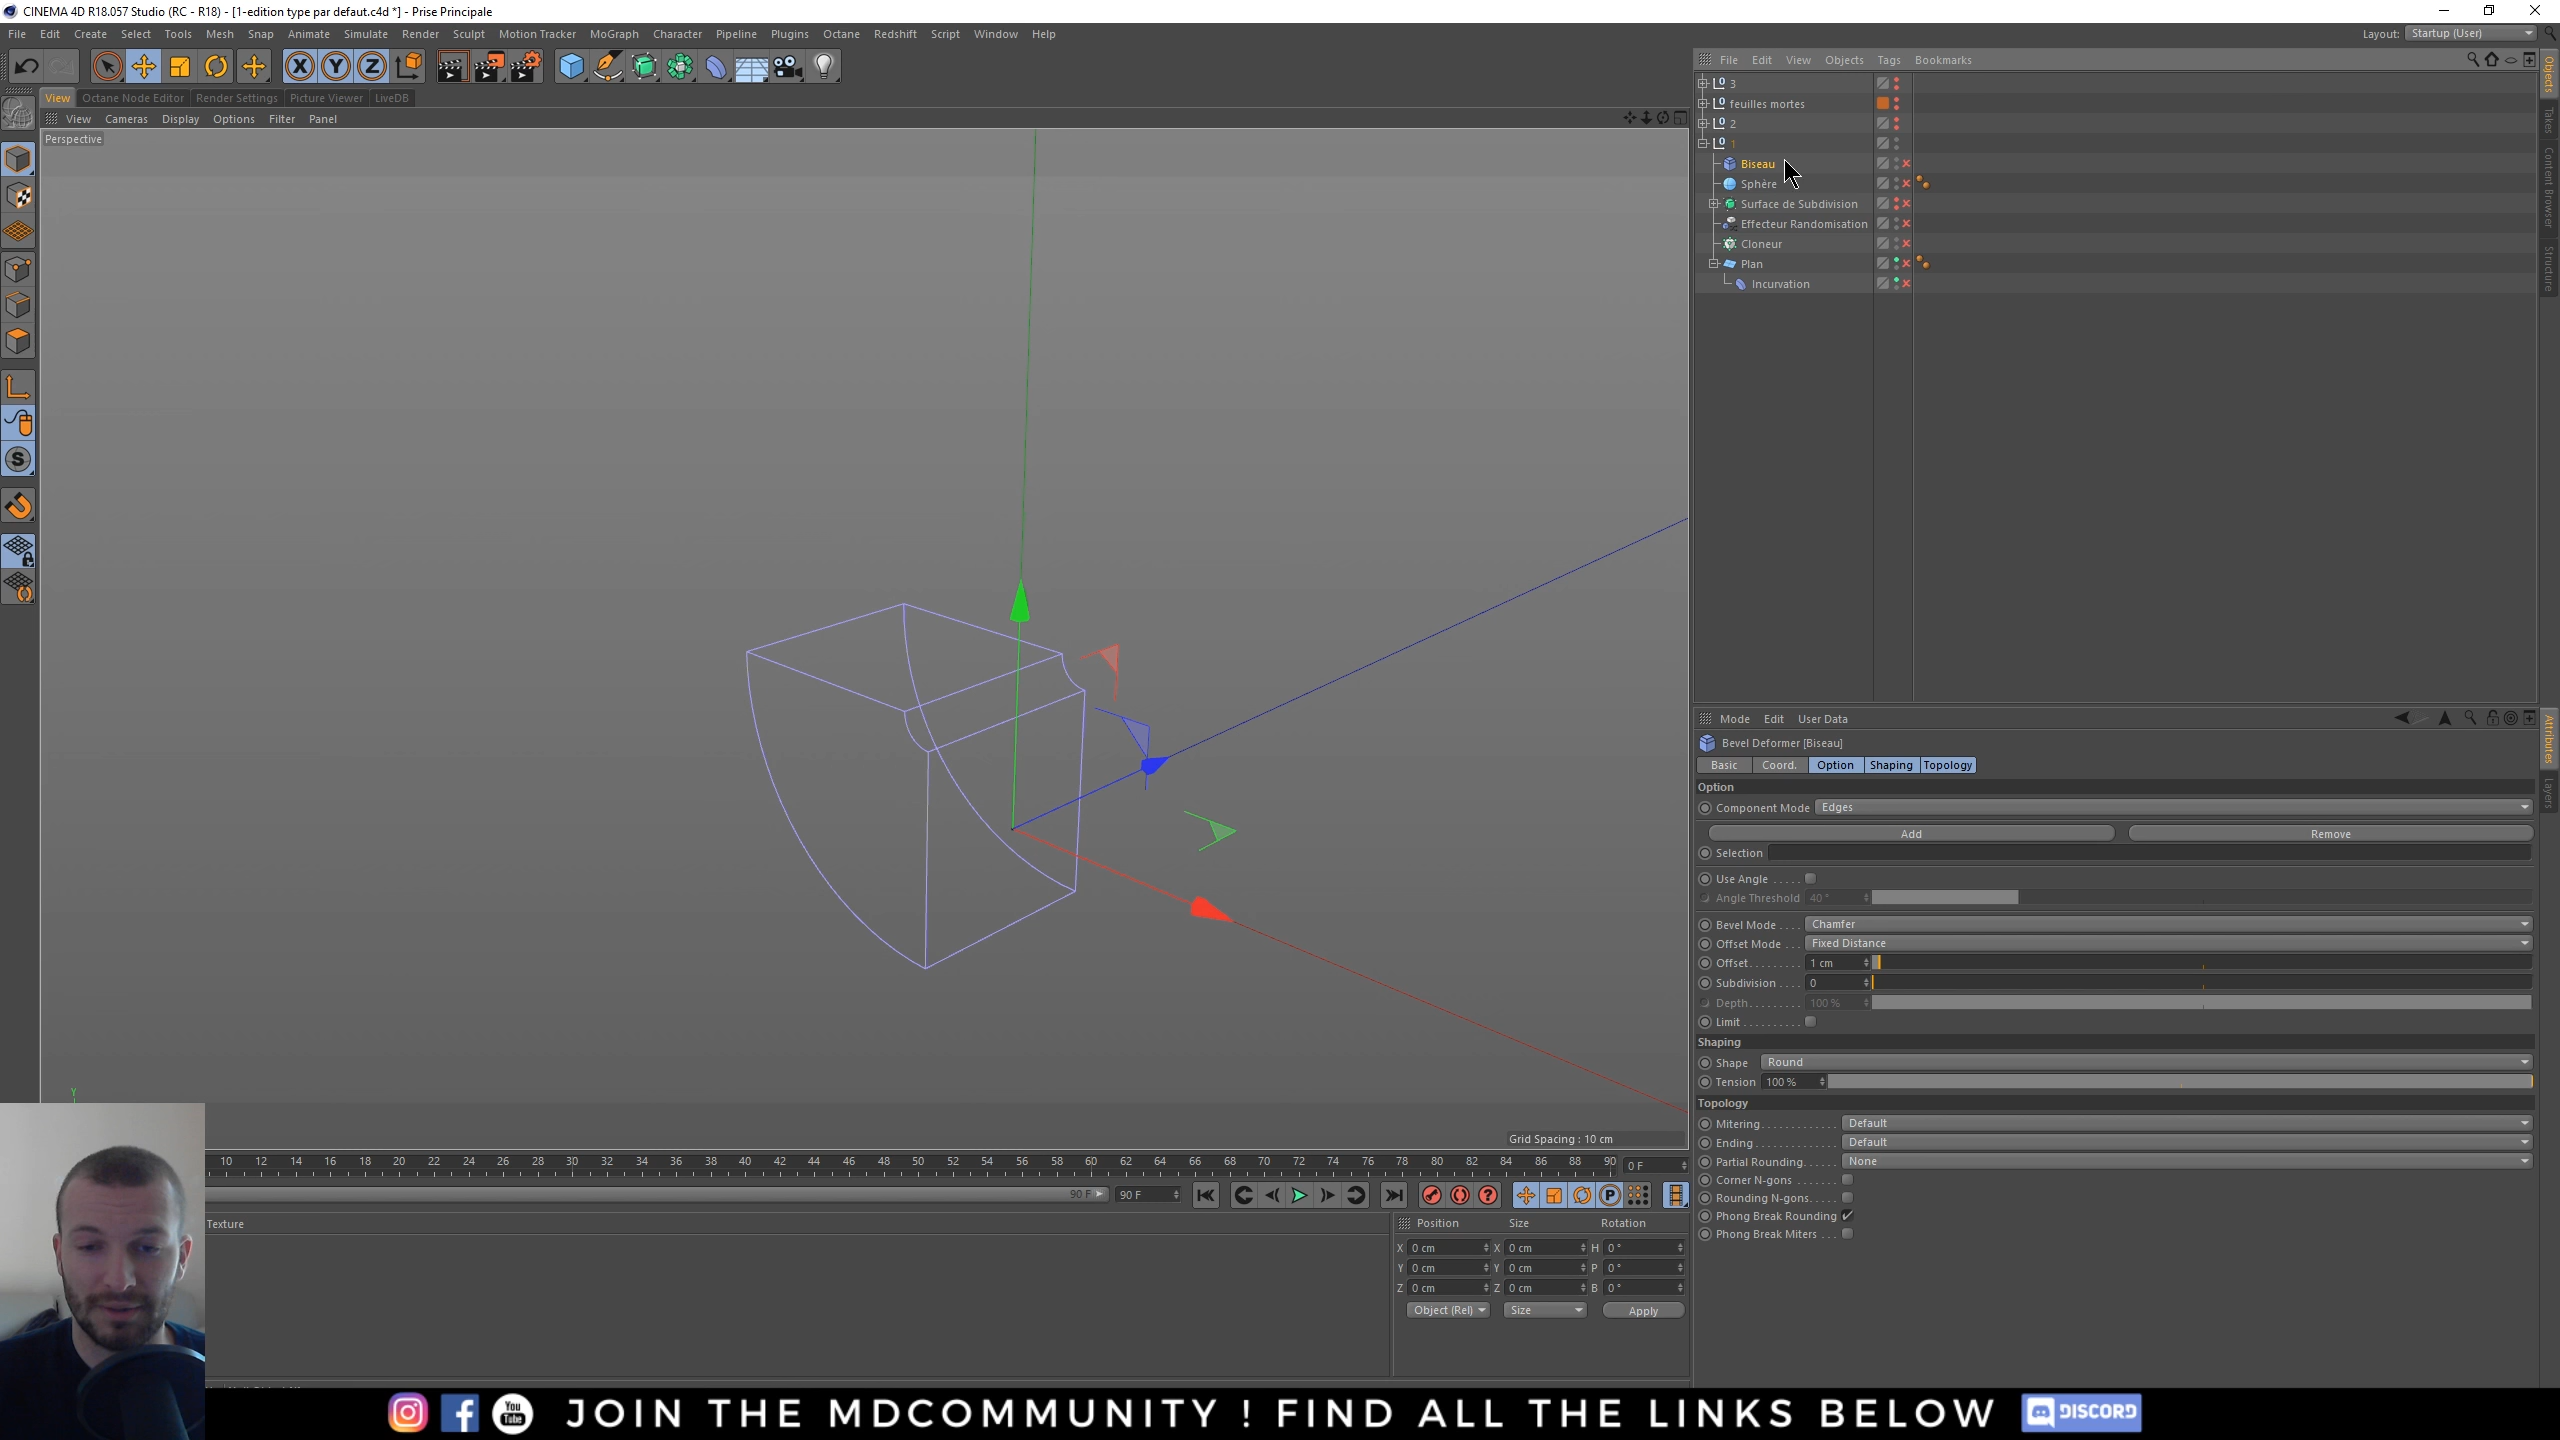 CINEMA 4D R18.057 Studio (RC - R18) - [1-edition type par defaut.c4d *] - Prise Principale
File Edit Create Select Tools Mesh Snap Animate Simulate Render Sculpt Motion Tracker MoGraph Character Pipeline Plugins Octane Redshift Script Window Help
Layout: Startup (User)
File Edit View Objects Tags Bookmarks
View Octane Node Editor Render Settings Picture Viewer LiveDB
View Cameras Display Options Filter Panel
Perspective
3
feuilles mortes
2
1
Biseau
Sphère
Surface de Subdivision
Effecteur Randomisation
Cloneur
Plan
Incurvation
Objects
Takes
Content Browser
Structure
Mode Edit User Data
Bevel Deformer [Biseau]
Basic Coord. Option Shaping Topology
Option
Component Mode Edges
Add Remove
Selection
Use Angle
Angle Threshold 40 °
Bevel Mode Chamfer
Offset Mode Fixed Distance
Offset 1 cm
Subdivision 0
Depth 100 %
Limit
Shaping
Shape Round
Tension 100 %
Topology
Mitering Default
Ending Default
Partial Rounding None
Corner N-gons
Rounding N-gons
Phong Break Rounding
Phong Break Miters
Attributes
Layers
Y
Grid Spacing : 10 cm
10 12 14 16 18 20 22 24 26 28 30 32 34 36 38 40 42 44 46 48 50 52 54 56 58 60 62 64 66 68 70 72 74 76 78 80 82 84 86 88 90 0 F
90 F 90 F
Texture
Position Size Rotation
X 0 cm X 0 cm H 0 °
Y 0 cm Y 0 cm P 0 °
Z 0 cm Z 0 cm B 0 °
Object (Rel) Size Apply
You Tube JOIN THE MDCOMMUNITY ! FIND ALL THE LINKS BELOW DISCORD